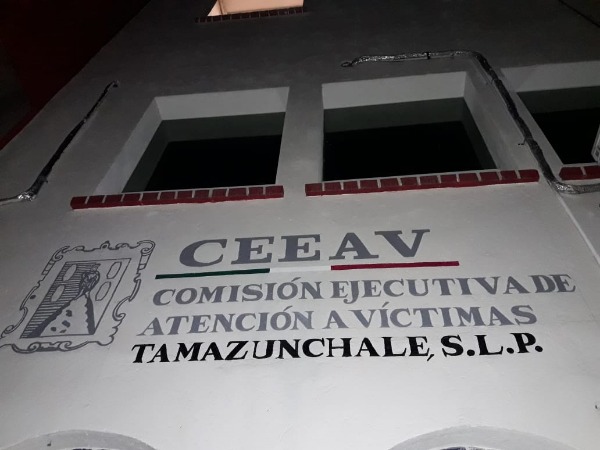 CEEAV
COMISIÓN EJECUTIVA DE
ATENCIÓN A VÍCTIMAS
TAMAZUNCHALE, S.L.P.